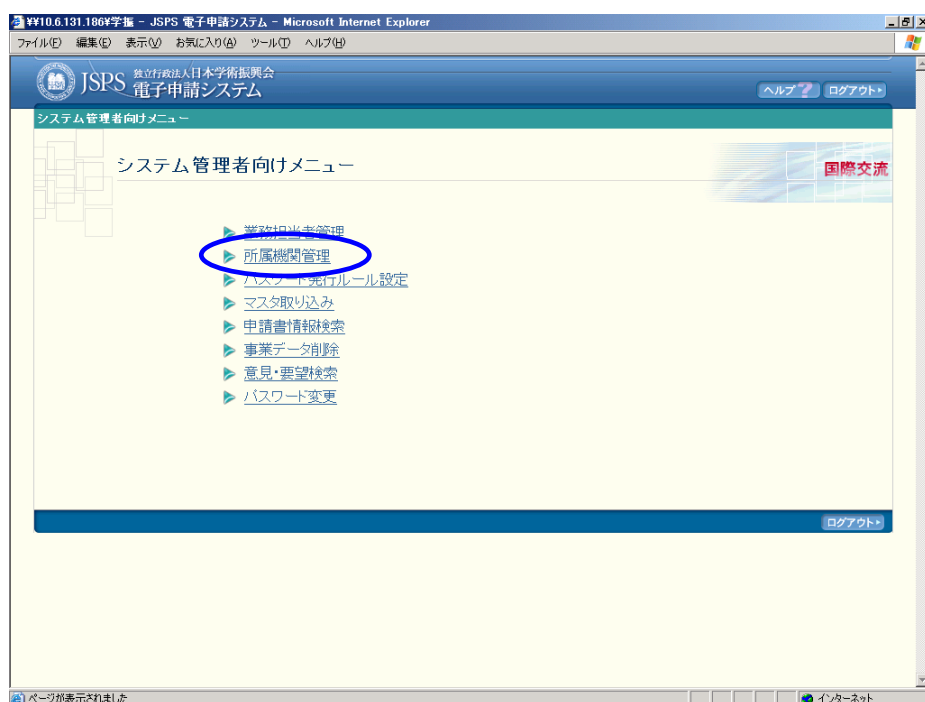 ¥¥10.6.131.186¥学振 - JSPS 電子申請システム - Microsoft Internet Explorer
ファイル(F) 編集(E) 表示(V) お気に入り(A) ツール(T) ヘルプ(H)
JSPS 独立行政法人日本学術振興会
電子申請システム
ヘルプ? ログアウト
システム管理者向けメニュー
システム管理者向けメニュー
国際交流
業務担当者管理
所属機関管理
パスワード発行ルール設定
マスタ取り込み
申請書情報検索
事業データ削除
意見・要望検索
パスワード変更
ログアウト
ページが表示されました インターネット